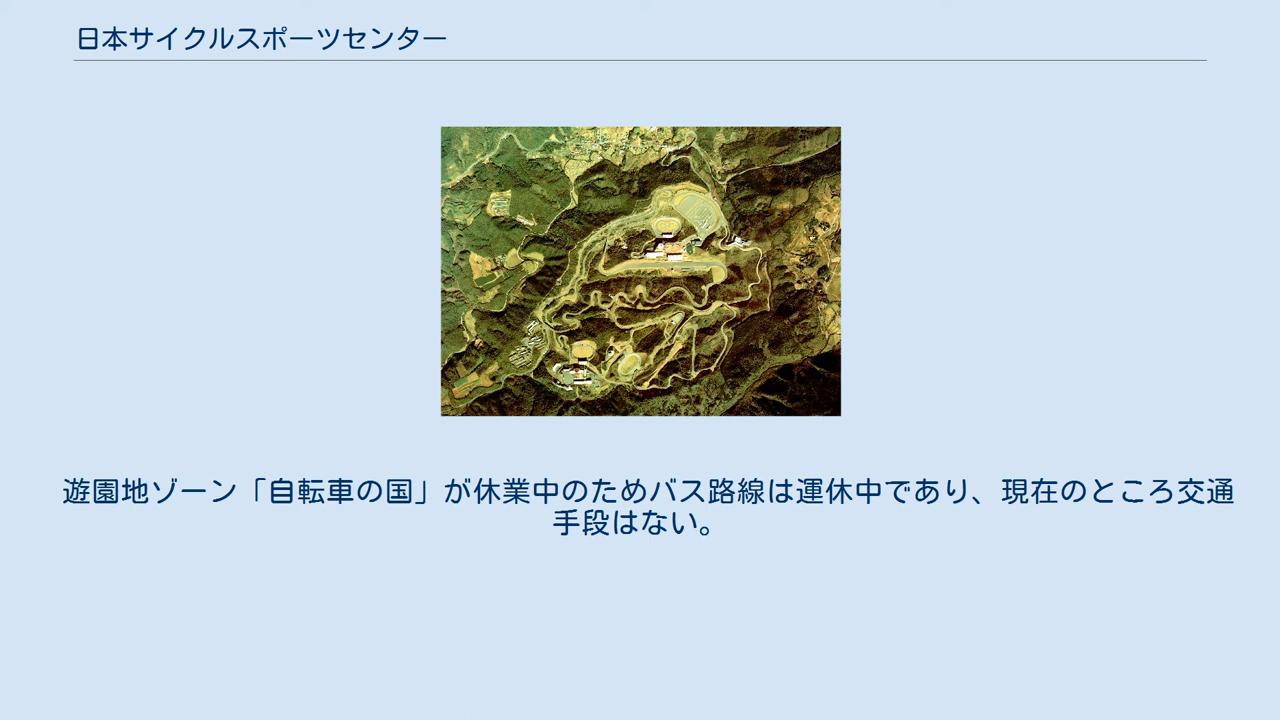 日本サイクルスポーツセンター
遊園地ゾーン「自転車の国」が休業中のためバス路線は運休中であり、現在のところ交通
手段はない。